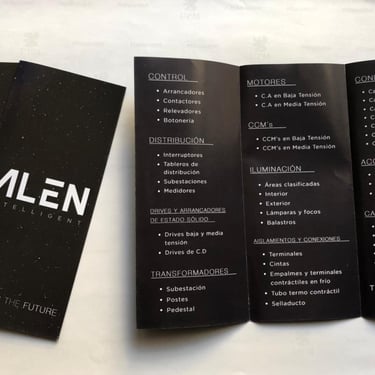 ALEN
TELLIGENT
THE FUTURE
CONTROL
• Arrancadores
• Contactores
• Relevadores
• Botonería
DISTRIBUCIÓN
• Interruptores
• Tableros de
distribución
• Subestaciones
• Medidores
DRIVES Y ARRANCADORES
DE ESTADO SÓLIDO
• Drives baja y media
tensión
• Drives de C.D
TRANSFORMADORES
• Subestación
• Postes
• Pedestal
MOTORES
• C.A en Baja Tensión
• C.A en Media Tensión
CCM's
• CCM's en Baja Tensión
• CCM's en Media Tensión
ILUMINACIÓN
• Áreas clasificadas
• Interior
• Exterior
• Lámparas y focos
• Balastros
AISLAMIENTOS Y CONEXIONES
• Terminales
• Cintas
• Empalmes y terminales
contráctiles en frío
• Tubo termo contráctil
• Selladucto